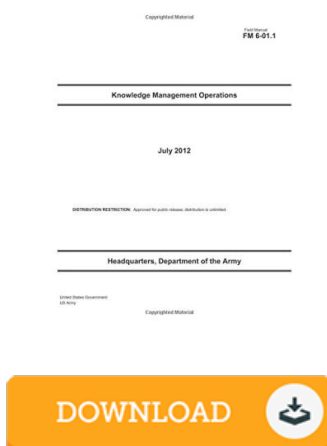 Copyrighted Material
Field Manual
FM 6-01.1
Knowledge Management Operations
July 2012
DISTRIBUTION RESTRICTION: Approved for public release; distribution is unlimited.
Headquarters, Department of the Army
United States Government
US Army
Copyrighted Material
DOWNLOAD